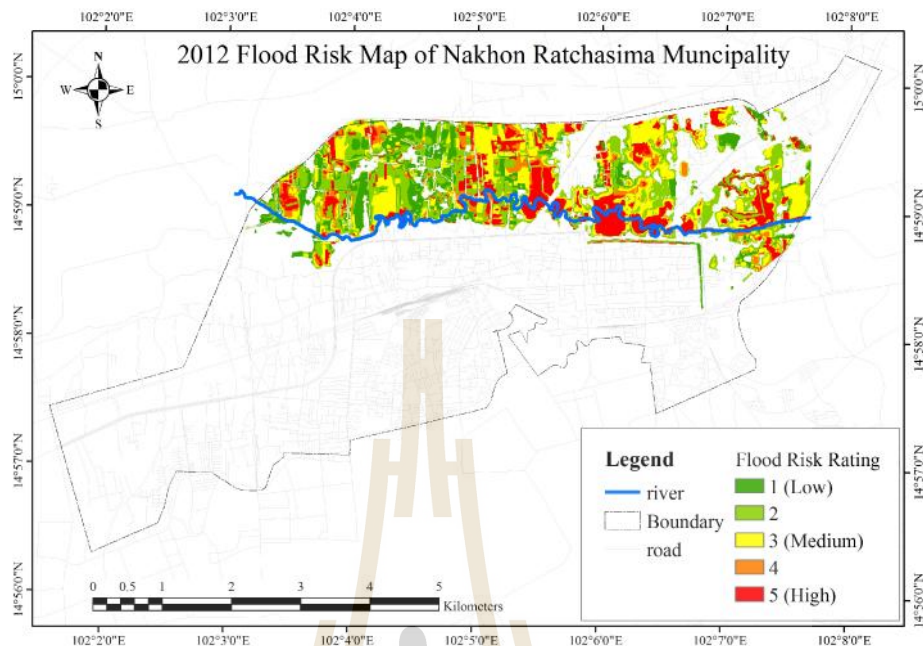 102°2'0"E 102°3'0"E 102°4'0"E 102°5'0"E 102°6'0"E 102°7'0"E 102°8'0"E
2012 Flood Risk Map of Nakhon Ratchasima Muncipality
N
W E
S
15°0'0"N 15°0'0"N
14°59'0"N 14°59'0"N
14°58'0"N 14°58'0"N
14°57'0"N 14°57'0"N
14°56'0"N 14°56'0"N
Legend
river
Boundary
road
Flood Risk Rating
1 (Low)
2
3 (Medium)
4
5 (High)
0 0.5 1 2 3 4 5
Kilometers
102°2'0"E 102°3'0"E 102°4'0"E 102°5'0"E 102°6'0"E 102°7'0"E 102°8'0"E